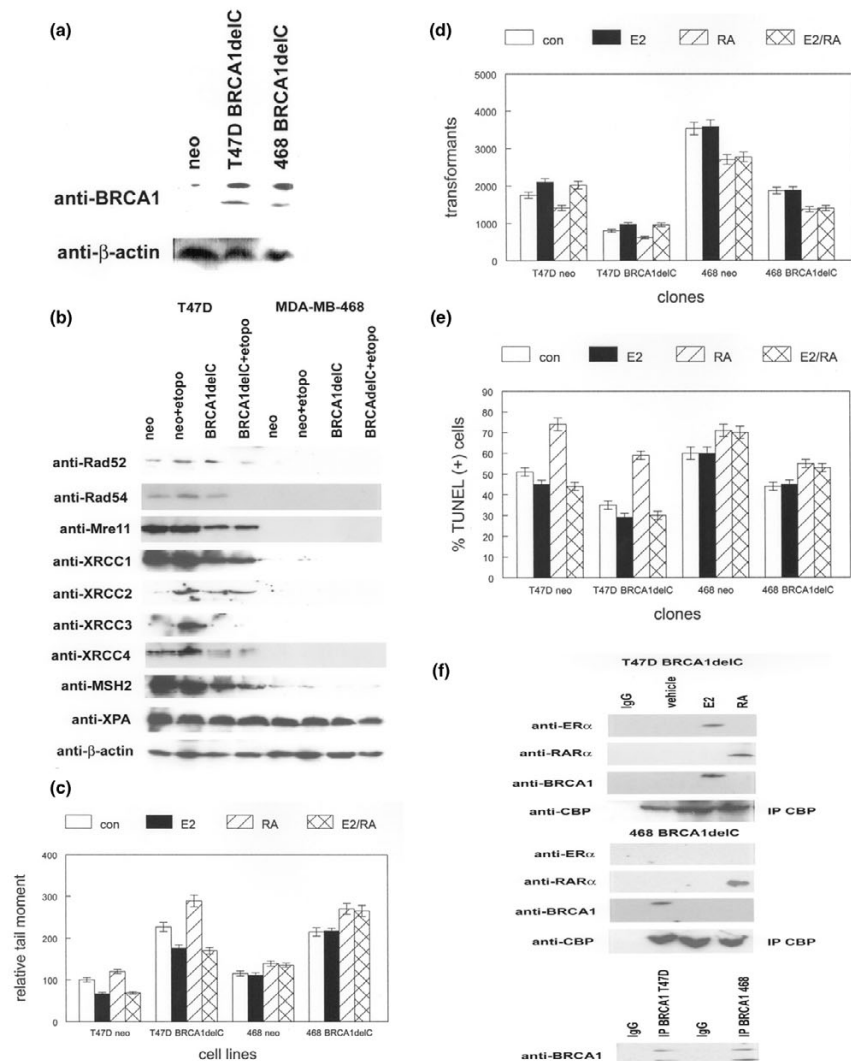 (a)
neo
T47D BRCA1delC
468 BRCA1delC
anti-BRCA1
anti-β-actin
(b)
T47D
MDA-MB-468
neo
neo+etopo
BRCA1delC
BRCA1delC+etopo
neo
neo+etopo
BRCA1delC
BRCAdelC+etopo
anti-Rad52
anti-Rad54
anti-Mre11
anti-XRCC1
anti-XRCC2
anti-XRCC3
anti-XRCC4
anti-MSH2
anti-XPA
anti-β-actin
(c)
con E2 RA E2/RA
relative tail moment
400
300
200
100
0
T47D neo T47D BRCA1delC 468 neo 468 BRCA1delC
cell lines
(d)
con E2 RA E2/RA
transformants
5000
4000
3000
2000
1000
0
T47D neo T47D BRCA1delC 468 neo 468 BRCA1delC
clones
(e)
con E2 RA E2/RA
% TUNEL (+) cells
90
80
70
60
50
40
30
20
10
0
T47D neo T47D BRCA1delC 468 neo 468 BRCA1delC
clones
(f)
T47D BRCA1delC
IgG
vehicle
E2
RA
anti-ERα
anti-RARα
anti-BRCA1
anti-CBP IP CBP
468 BRCA1delC
anti-ERα
anti-RARα
anti-BRCA1
anti-CBP IP CBP
IgG
IP BRCA1 T47D
IgG
IP BRCA1 468
anti-BRCA1